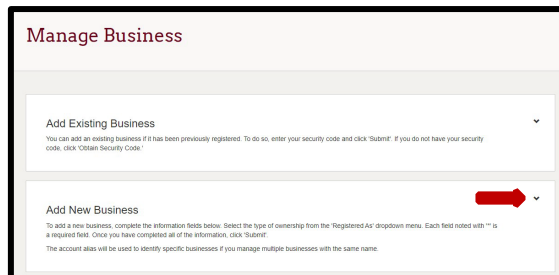 Manage Business
Add Existing Business
You can add an existing business if it has been previously registered. To do so, enter your security code and click 'Submit'. If you do not have your security
code, click 'Obtain Security Code.'
Add New Business
To add a new business, complete the information fields below. Select the type of ownership from the 'Registered As' dropdown menu. Each field noted with '*' is
a required field. Once you have completed all of the information, click 'Submit'.
The account alias will be used to identify specific businesses if you manage multiple businesses with the same name.